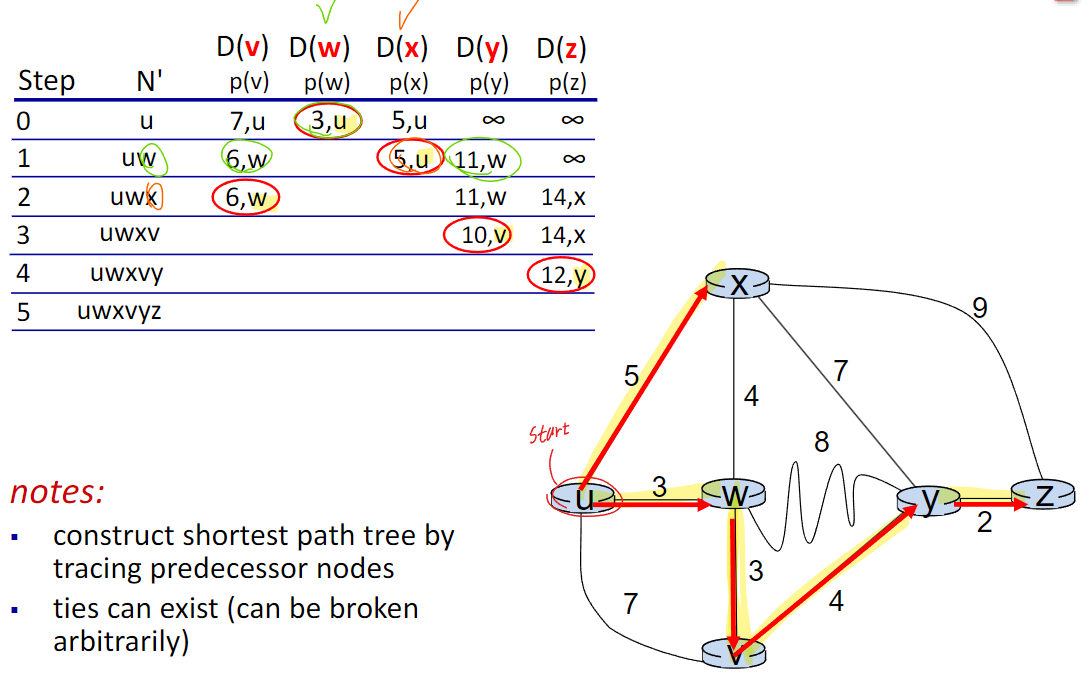 D(v) D(w) D(x) D(y) D(z)
Step N' p(v) p(w) p(x) p(y) p(z)
0 u 7,u 3,u 5,u ∞ ∞
1 uw 6,w 5,u 11,w ∞
2 uwx 6,w 11,w 14,x
3 uwxv 10,v 14,x
4 uwxvy 12,y
5 uwxvyz
x
9
5
7
4
8
Start
u
3
w
y
z
2
3
7
4
v
notes:
▪ construct shortest path tree by
tracing predecessor nodes
▪ ties can exist (can be broken
arbitrarily)